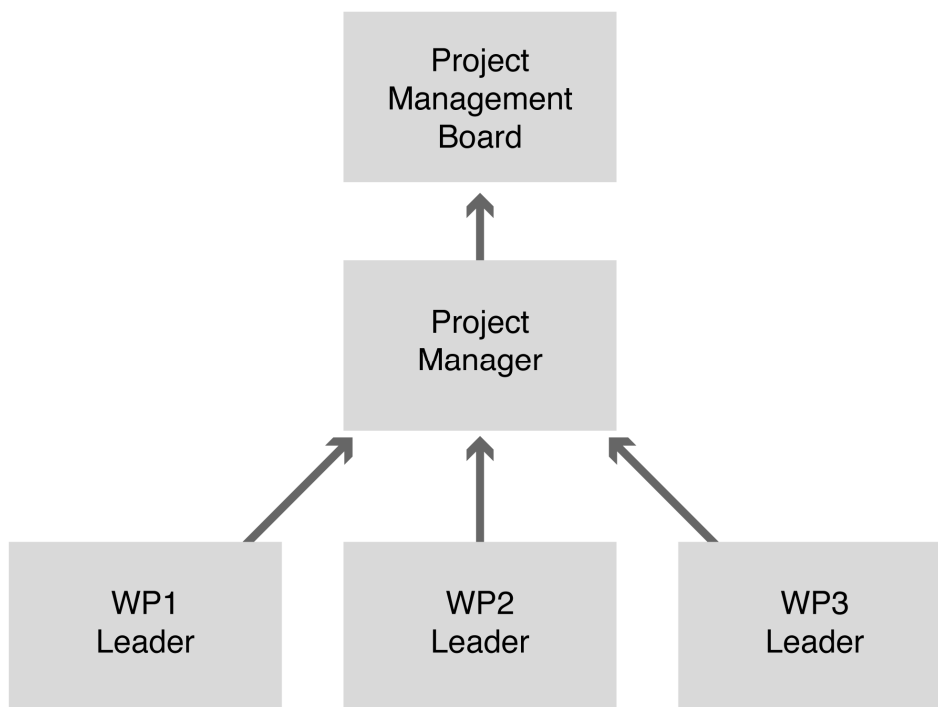 Project
Management
Board
Project
Manager
WP1
Leader
WP2
Leader
WP3
Leader